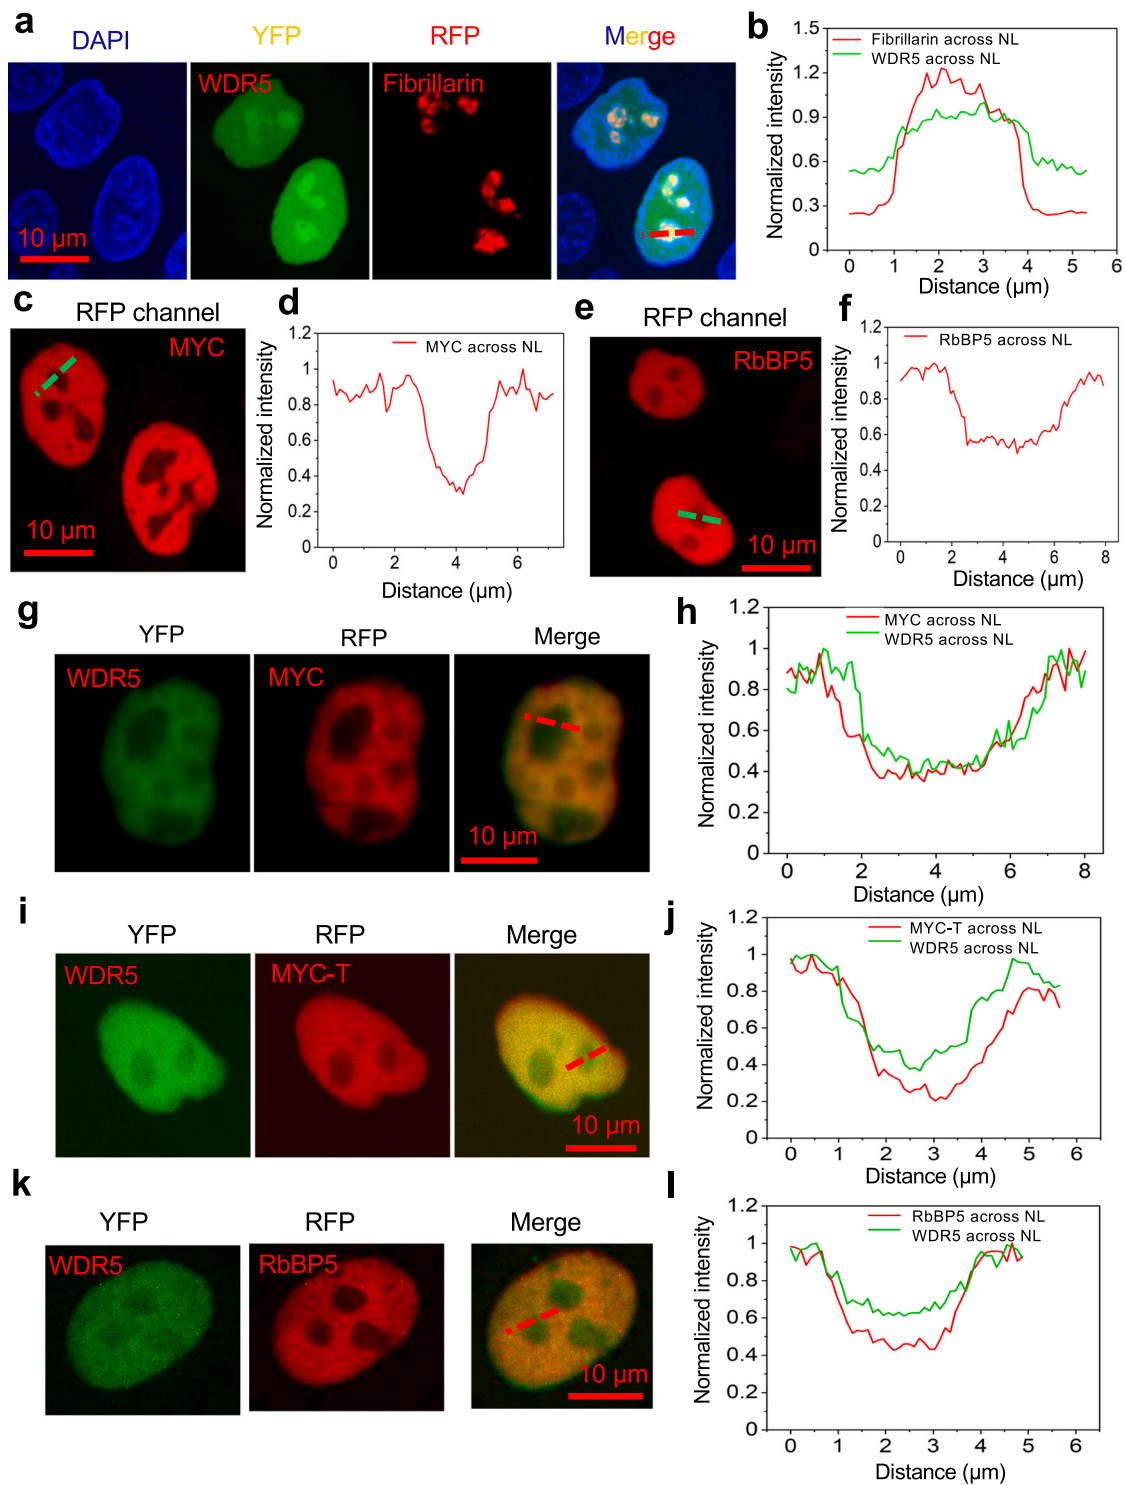 a
DAPI YFP RFP Merge
WDR5 Fibrillarin
10 µm
b
Fibrillarin across NL
WDR5 across NL
Normalized intensity
1.5
1.2
0.9
0.6
0.3
0
0 1 2 3 4 5 6
Distance (µm)
c
RFP channel
MYC
10 µm
d
MYC across NL
Normalized intensity
1.2
1
0.8
0.6
0.4
0.2
0
0 2 4 6
Distance (µm)
e
RFP channel
RbBP5
10 µm
f
RbBP5 across NL
Normalized intensity
1.2
1
0.8
0.6
0.4
0.2
0
0 2 4 6 8
Distance (µm)
g
YFP RFP Merge
WDR5 MYC
10 µm
h
MYC across NL
WDR5 across NL
Normalized intensity
1.2
1
0.8
0.6
0.4
0.2
0
0 2 4 6 8
Distance (µm)
i
YFP RFP Merge
WDR5 MYC-T
10 µm
j
MYC-T across NL
WDR5 across NL
Normalized intensity
1.2
1
0.8
0.6
0.4
0.2
0
0 1 2 3 4 5 6
Distance (µm)
k
YFP RFP Merge
WDR5 RbBP5
10 µm
l
RbBP5 across NL
WDR5 across NL
Normalized intensity
1.2
1
0.8
0.6
0.4
0.2
0
0 1 2 3 4 5 6
Distance (µm)